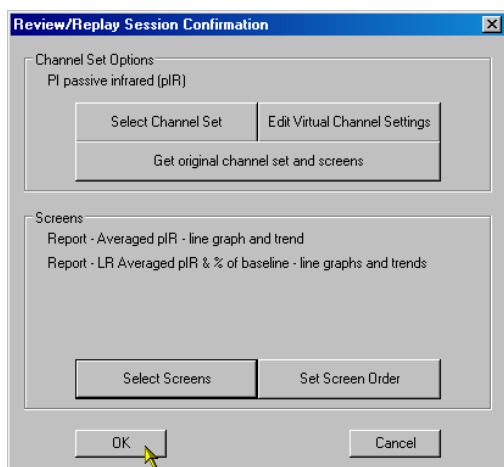 Review/Replay Session Confirmation
Channel Set Options
PI passive infrared (pIR)
Select Channel Set
Edit Virtual Channel Settings
Get original channel set and screens
Screens
Report - Averaged pIR - line graph and trend
Report - LR Averaged pIR & % of baseline - line graphs and trends
Select Screens
Set Screen Order
OK
Cancel